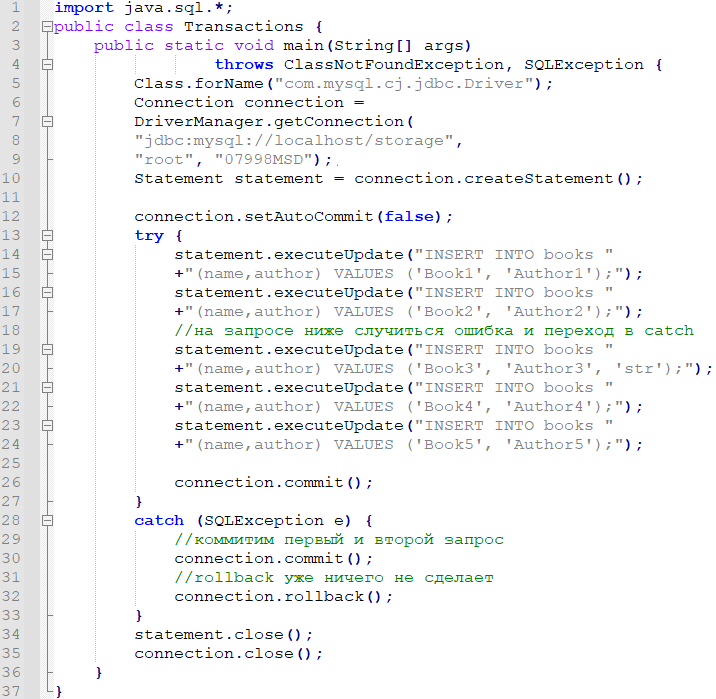 1 import java.sql.*;
2 public class Transactions {
3 public static void main(String[] args)
4 throws ClassNotFoundException, SQLException {
5 Class.forName("com.mysql.cj.jdbc.Driver");
6 Connection connection =
7 DriverManager.getConnection(
8 "jdbc:mysql://localhost/storage",
9 "root", "07998MSD");
10 Statement statement = connection.createStatement();
11
12 connection.setAutoCommit(false);
13 try {
14 statement.executeUpdate("INSERT INTO books "
15 +"(name,author) VALUES ('Book1', 'Author1');");
16 statement.executeUpdate("INSERT INTO books "
17 +"(name,author) VALUES ('Book2', 'Author2');");
18 //на запросе ниже случиться ошибка и переход в catch
19 statement.executeUpdate("INSERT INTO books "
20 +"(name,author) VALUES ('Book3', 'Author3', 'str');");
21 statement.executeUpdate("INSERT INTO books "
22 +"(name,author) VALUES ('Book4', 'Author4');");
23 statement.executeUpdate("INSERT INTO books "
24 +"(name,author) VALUES ('Book5', 'Author5');");
25
26 connection.commit();
27 }
28 catch (SQLException e) {
29 //коммитим первый и второй запрос
30 connection.commit();
31 //rollback уже ничего не сделает
32 connection.rollback();
33 }
34 statement.close();
35 connection.close();
36 }
37 }